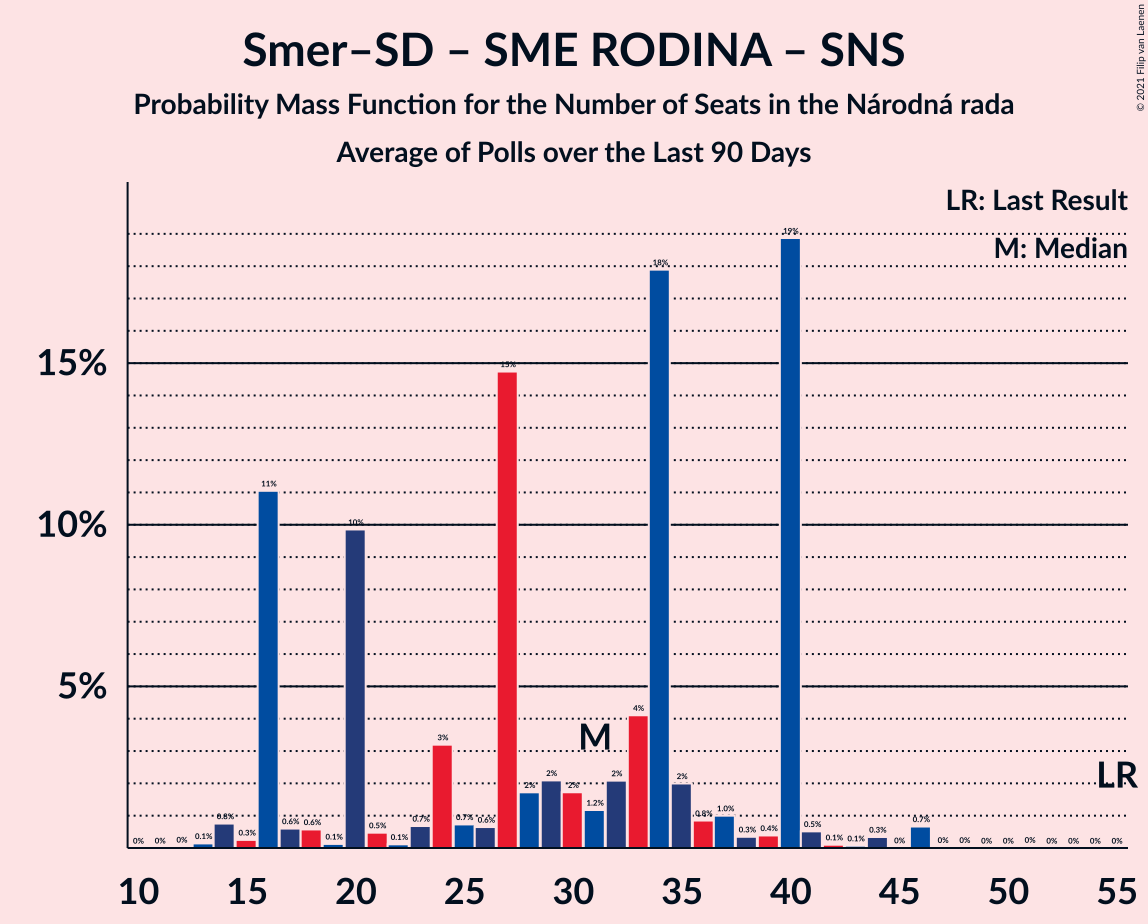 Smer–SD – SME RODINA – SNS
Probability Mass Function for the Number of Seats in the Národná rada
Average of Polls over the Last 90 Days
© 2021 Filip van Laenen
LR: Last Result
M: Median
15%
10%
5%
0% 0% 0% 0.1% 0.8% 0.3% 11% 0.6% 0.6% 0.1% 10% 0.5% 0.1% 0.7% 3% 0.7% 0.6% 15% 2% 2% 2% 1.2% 2% 4% 18% 2% 0.8% 1.0% 0.3% 0.4% 19% 0.5% 0.1% 0.1% 0.3% 0% 0.7% 0% 0% 0% 0% 0% 0% 0% 0% 0%
M
LR
10 15 20 25 30 35 40 45 50 55